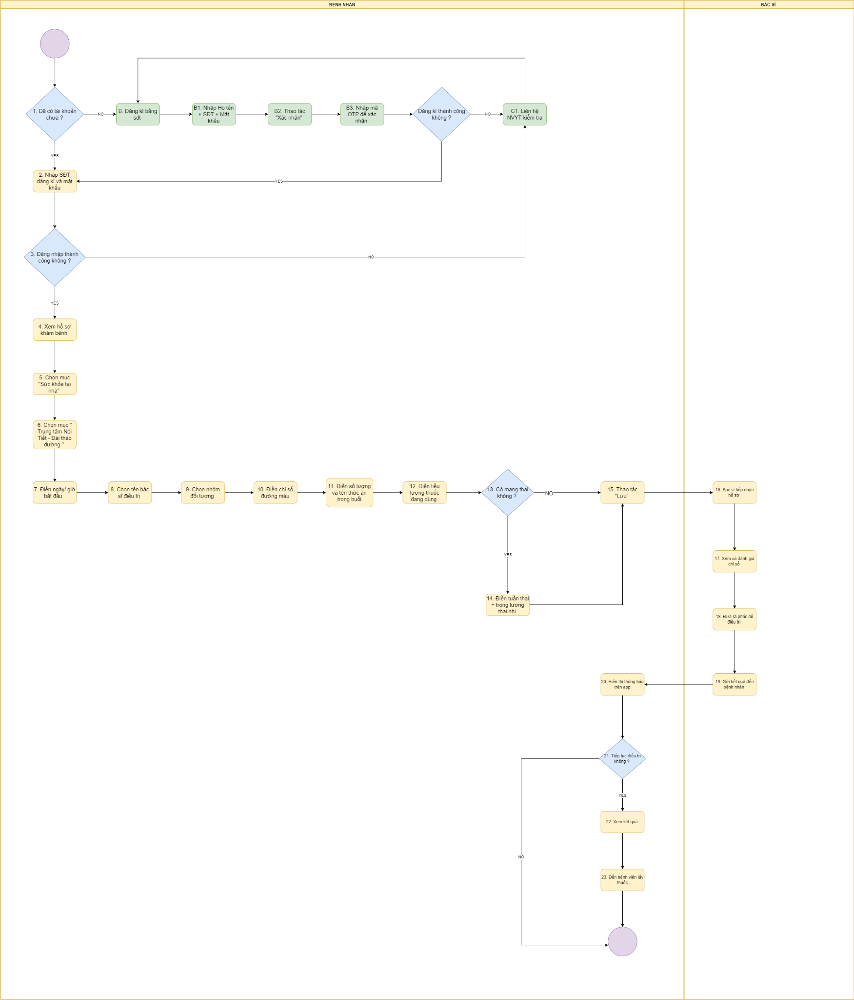 BỆNH NHÂN
BÁC SĨ
1. Đã có tài khoản
chưa ?
NO
B. Đăng kí bằng
sđt
B1. Nhập Họ tên
+ SĐT + Mật
khẩu
B2. Thao tác
"Xác nhận"
B3. Nhập mã
OTP để xác
nhận
Đăng kí thành công
không ?
NO
C1. Liên hệ
NVYT kiểm tra
YES
2. Nhập SĐT
đăng kí và mật
khẩu
YES
3. Đăng nhập thành
công không ?
NO
YES
4. Xem hồ sơ
khám bệnh
5. Chọn mục
"Sức khỏe tại
nhà"
6. Chọn mục "
Trung tâm Nội
Tiết - Đái tháo
đường "
7. Điền ngày/ giờ
bắt đầu
8. Chọn tên bác
sĩ điều trị
9. Chọn nhóm
đối tượng
10. Điền chỉ số
đường máu
11. Điền số lượng
và tên thức ăn
trong buổi
12. Điền liều
lượng thuốc
đang dùng
13. Có mang thai
không ?
NO
15. Thao tác
"Lưu"
16. Bác sĩ tiếp nhận
hồ sơ
YES
17. Xem và đánh giá
chỉ số
14. Điền tuần thai
+ trọng lượng
thai nhi
18. Đưa ra phác đồ
điều trị
20. Hiển thị thông báo
trên app
19. Gửi kết quả đến
bệnh nhân
21. Tiếp tục điều trị
không ?
YES
22. Xem kết quả
NO
23. Đến bệnh viện lấy
thuốc